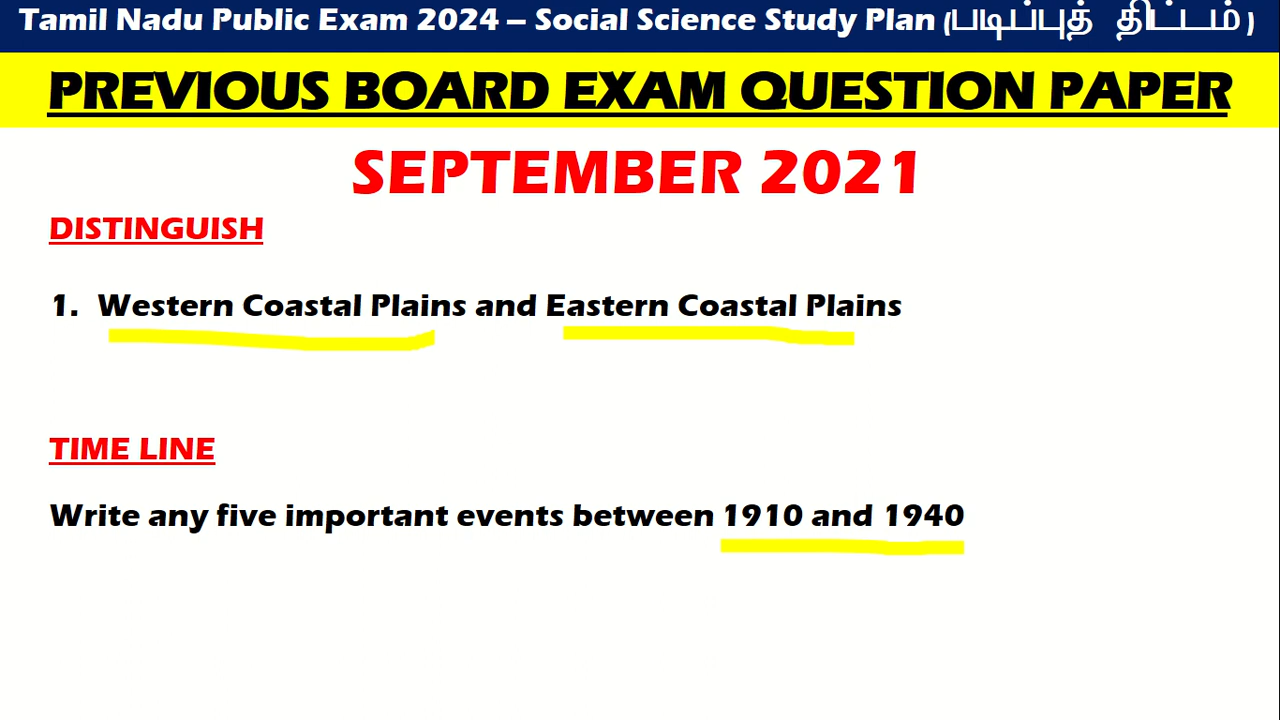 Tamil Nadu Public Exam 2024 – Social Science Study Plan (படிப்புத் திட்டம்)
PREVIOUS BOARD EXAM QUESTION PAPER
SEPTEMBER 2021
DISTINGUISH
1. Western Coastal Plains and Eastern Coastal Plains
TIME LINE
Write any five important events between 1910 and 1940